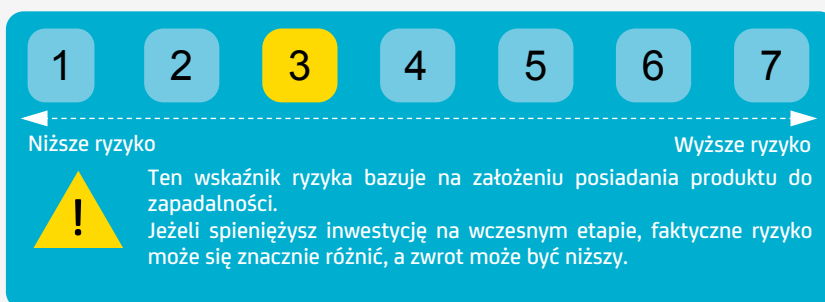 1 2 3 4 5 6 7
Niższe ryzyko Wyższe ryzyko
Ten wskaźnik ryzyka bazuje na założeniu posiadania produktu do
zapadalności.
! Jeżeli spieniężysz inwestycję na wczesnym etapie, faktyczne ryzyko
może się znacznie różnić, a zwrot może być niższy.